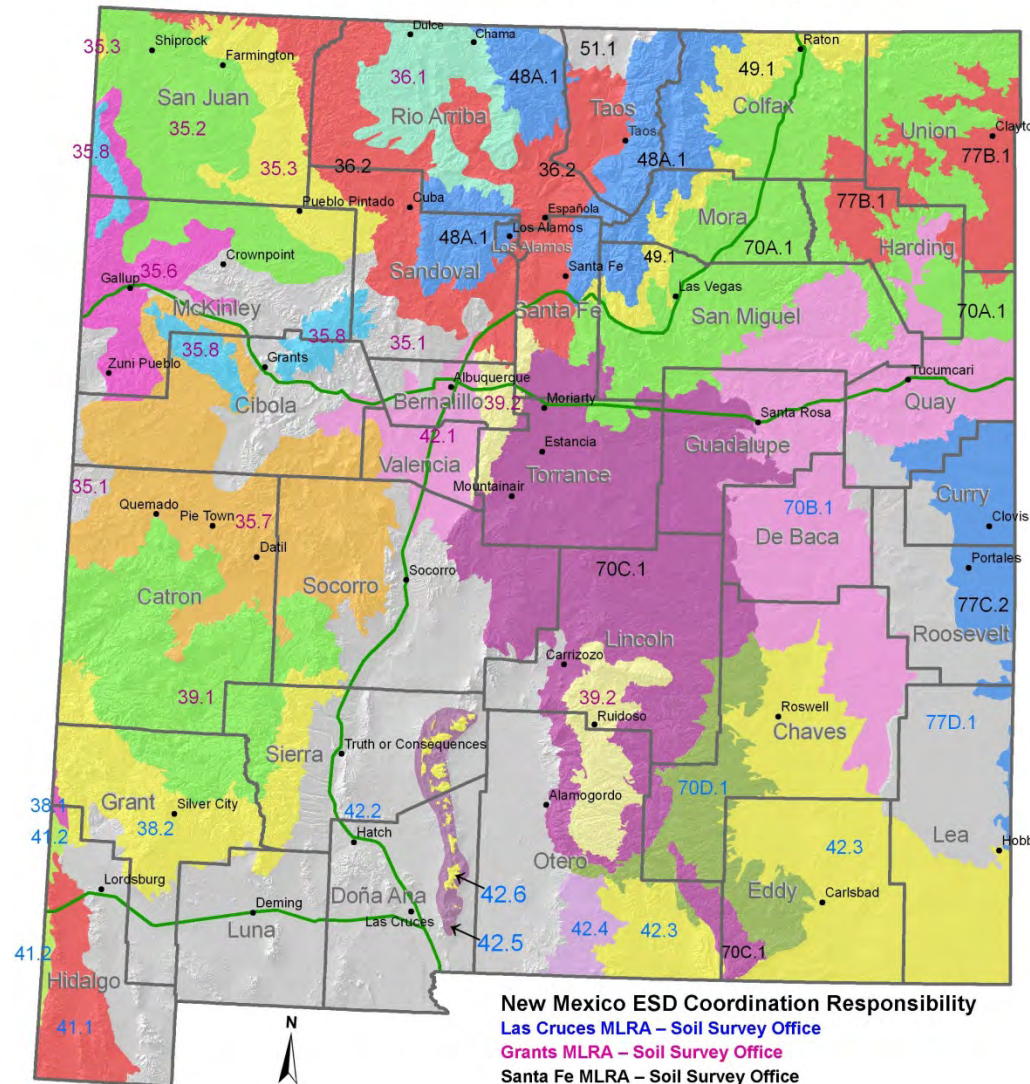 Dulce
Chama
Raton
35.3
Shiprock
Farmington
36.1
48A.1
51.1
49.1
San Juan
Rio Arriba
Taos
Colfax
Union
35.2
Taos
Clayto
35.8
35.3
36.2
36.2
48A.1
77B.1
Pueblo Pintado
Cuba
Española
Mora
77B.1
48A.1
Los Alamos
Los Alamos
70A.1
Harding
Sandoval
49.1
Crownpoint
Santa Fe
Las Vegas
35.6
Gallup
McKinley
Santa Fe
San Miguel
70A.1
35.8
35.8
35.1
Zuni Pueblo
Grants
Albuquerque
Tucumcari
Cibola
Bernalillo
39.2
Moriarty
Quay
Santa Rosa
42.1
Estancia
Guadalupe
Valencia
Torrance
35.1
Mountainair
70B.1
Curry
Quemado
Pie Town
35.7
De Baca
Clovis
Datil
Portales
Socorro
70C.1
Catron
Socorro
77C.2
Lincoln
Roosevelt
Carrizozo
39.1
39.2
Roswell
Ruidoso
Chaves
77D.1
Sierra
Truth or Consequences
70D.1
38.1
Grant
Silver City
42.2
Alamogordo
41.2
38.2
Hatch
42.3
Lea
Hobb
Otero
Lordsburg
Doña Ana
42.6
Eddy
Carlsbad
Deming
Las Cruces
Luna
42.5
42.4
42.3
41.2
70C.1
Hidalgo
41.1
New Mexico ESD Coordination Responsibility
Las Cruces MLRA – Soil Survey Office
N
Grants MLRA – Soil Survey Office
Santa Fe MLRA – Soil Survey Office